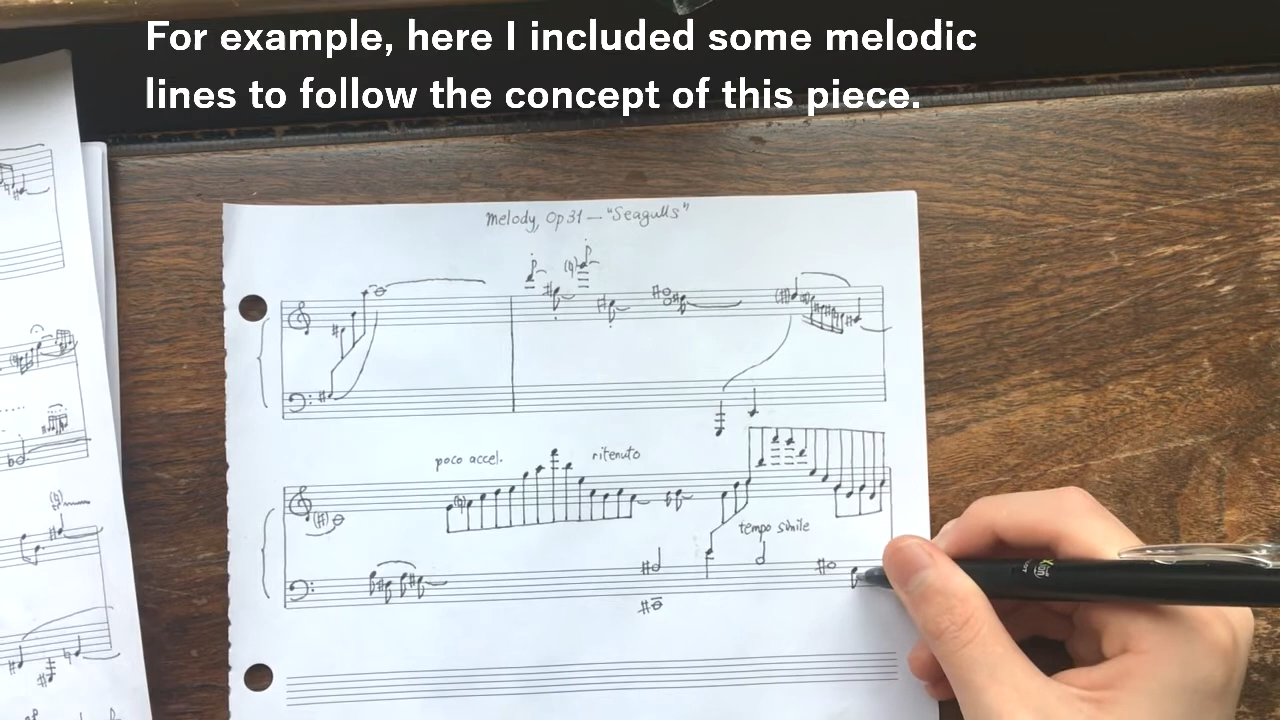 For example, here I included some melodic
lines to follow the concept of this piece.
Melody, Op 31 — "Seagulls"
poco accel.
ritenuto
tempo simile